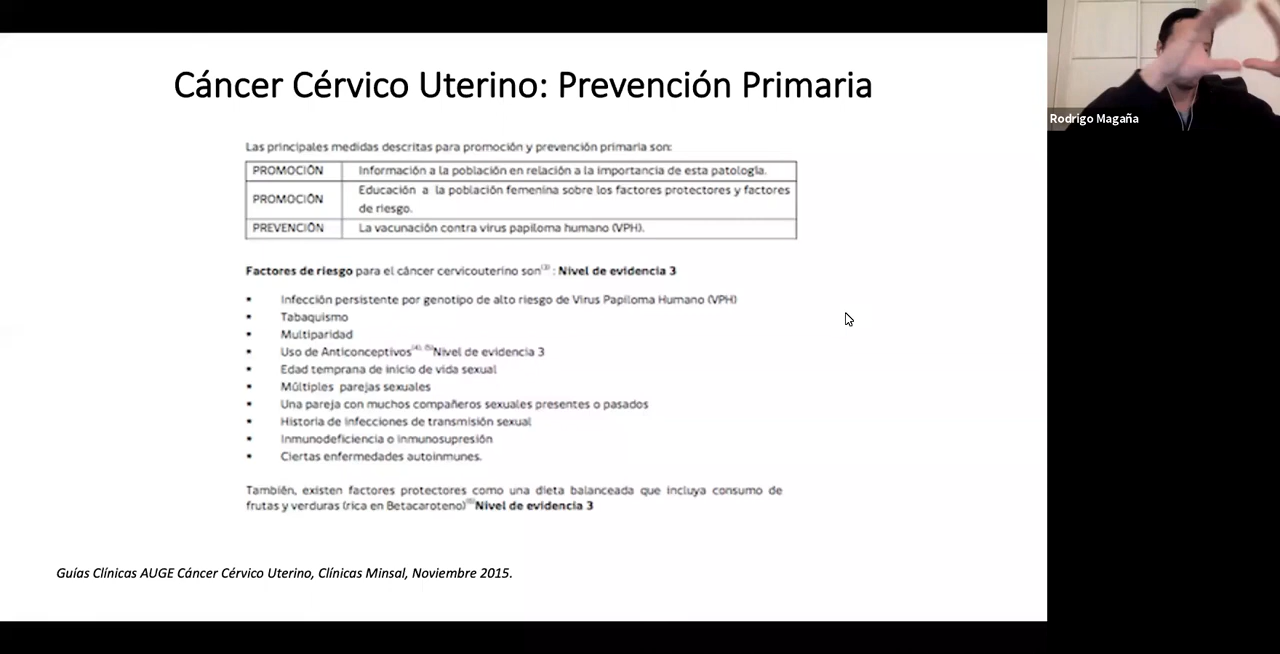 Cáncer Cérvico Uterino: Prevención Primaria
Rodrigo Magaña
Las principales medidas descritas para promoción y prevención primaria son:
PROMOCIÓN Información a la población en relación a la importancia de esta patología.
PROMOCIÓN Educación a la población femenina sobre los factores protectores y factores
de riesgo.
PREVENCIÓN La vacunación contra virus papiloma humano (VPH).
Factores de riesgo para el cáncer cervicouterino son(3) : Nivel de evidencia 3
▪ Infección persistente por genotipo de alto riesgo de Virus Papiloma Humano (VPH)
▪ Tabaquismo
▪ Multiparidad
▪ Uso de Anticonceptivos(4), (5)Nivel de evidencia 3
▪ Edad temprana de inicio de vida sexual
▪ Múltiples parejas sexuales
▪ Una pareja con muchos compañeros sexuales presentes o pasados
▪ Historia de infecciones de transmisión sexual
▪ Inmunodeficiencia o inmunosupresión
▪ Ciertas enfermedades autoinmunes.
También, existen factores protectores como una dieta balanceada que incluya consumo de
frutas y verduras (rica en Betacaroteno) Nivel de evidencia 3
Guías Clínicas AUGE Cáncer Cérvico Uterino, Clínicas Minsal, Noviembre 2015.